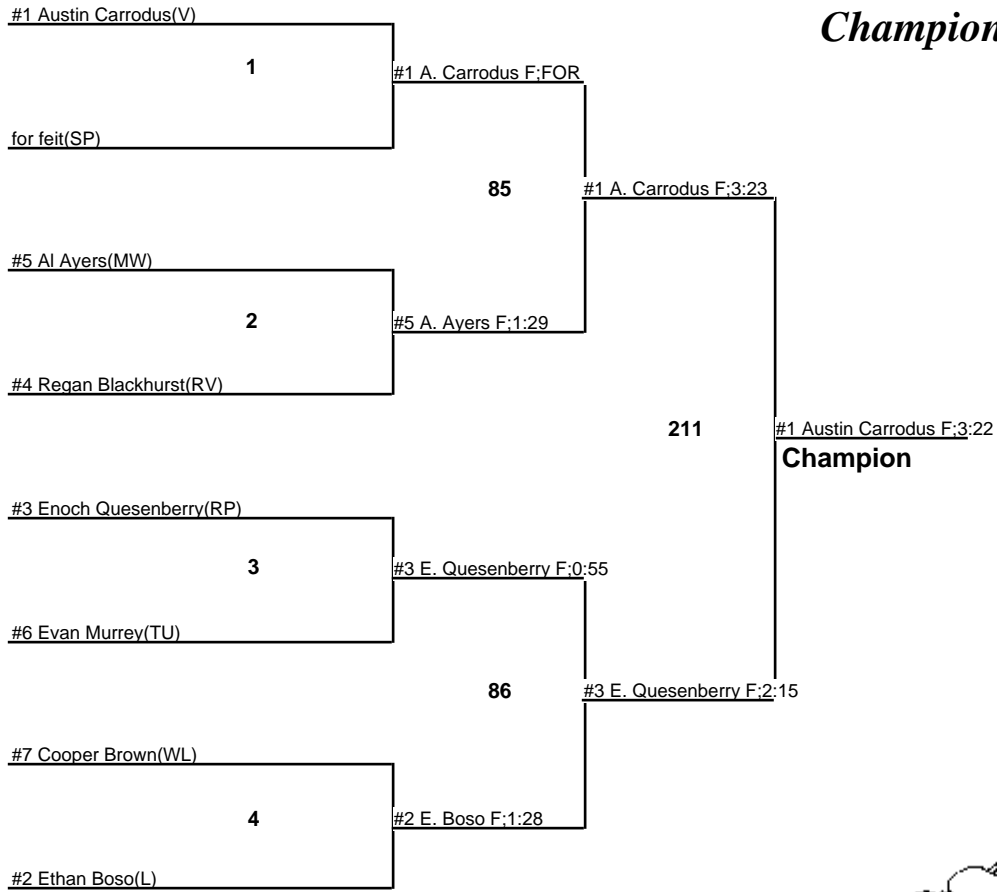 #1 Austin Carrodus(V)
Champion
1
#1 A. Carrodus F;FOR
for feit(SP)
85
#1 A. Carrodus F;3:23
#5 Al Ayers(MW)
2
#5 A. Ayers F;1:29
#4 Regan Blackhurst(RV)
211
#1 Austin Carrodus F;3:22
Champion
#3 Enoch Quesenberry(RP)
3
#3 E. Quesenberry F;0:55
#6 Evan Murrey(TU)
86
#3 E. Quesenberry F;2:15
#7 Cooper Brown(WL)
4
#2 E. Boso F;1:28
#2 Ethan Boso(L)